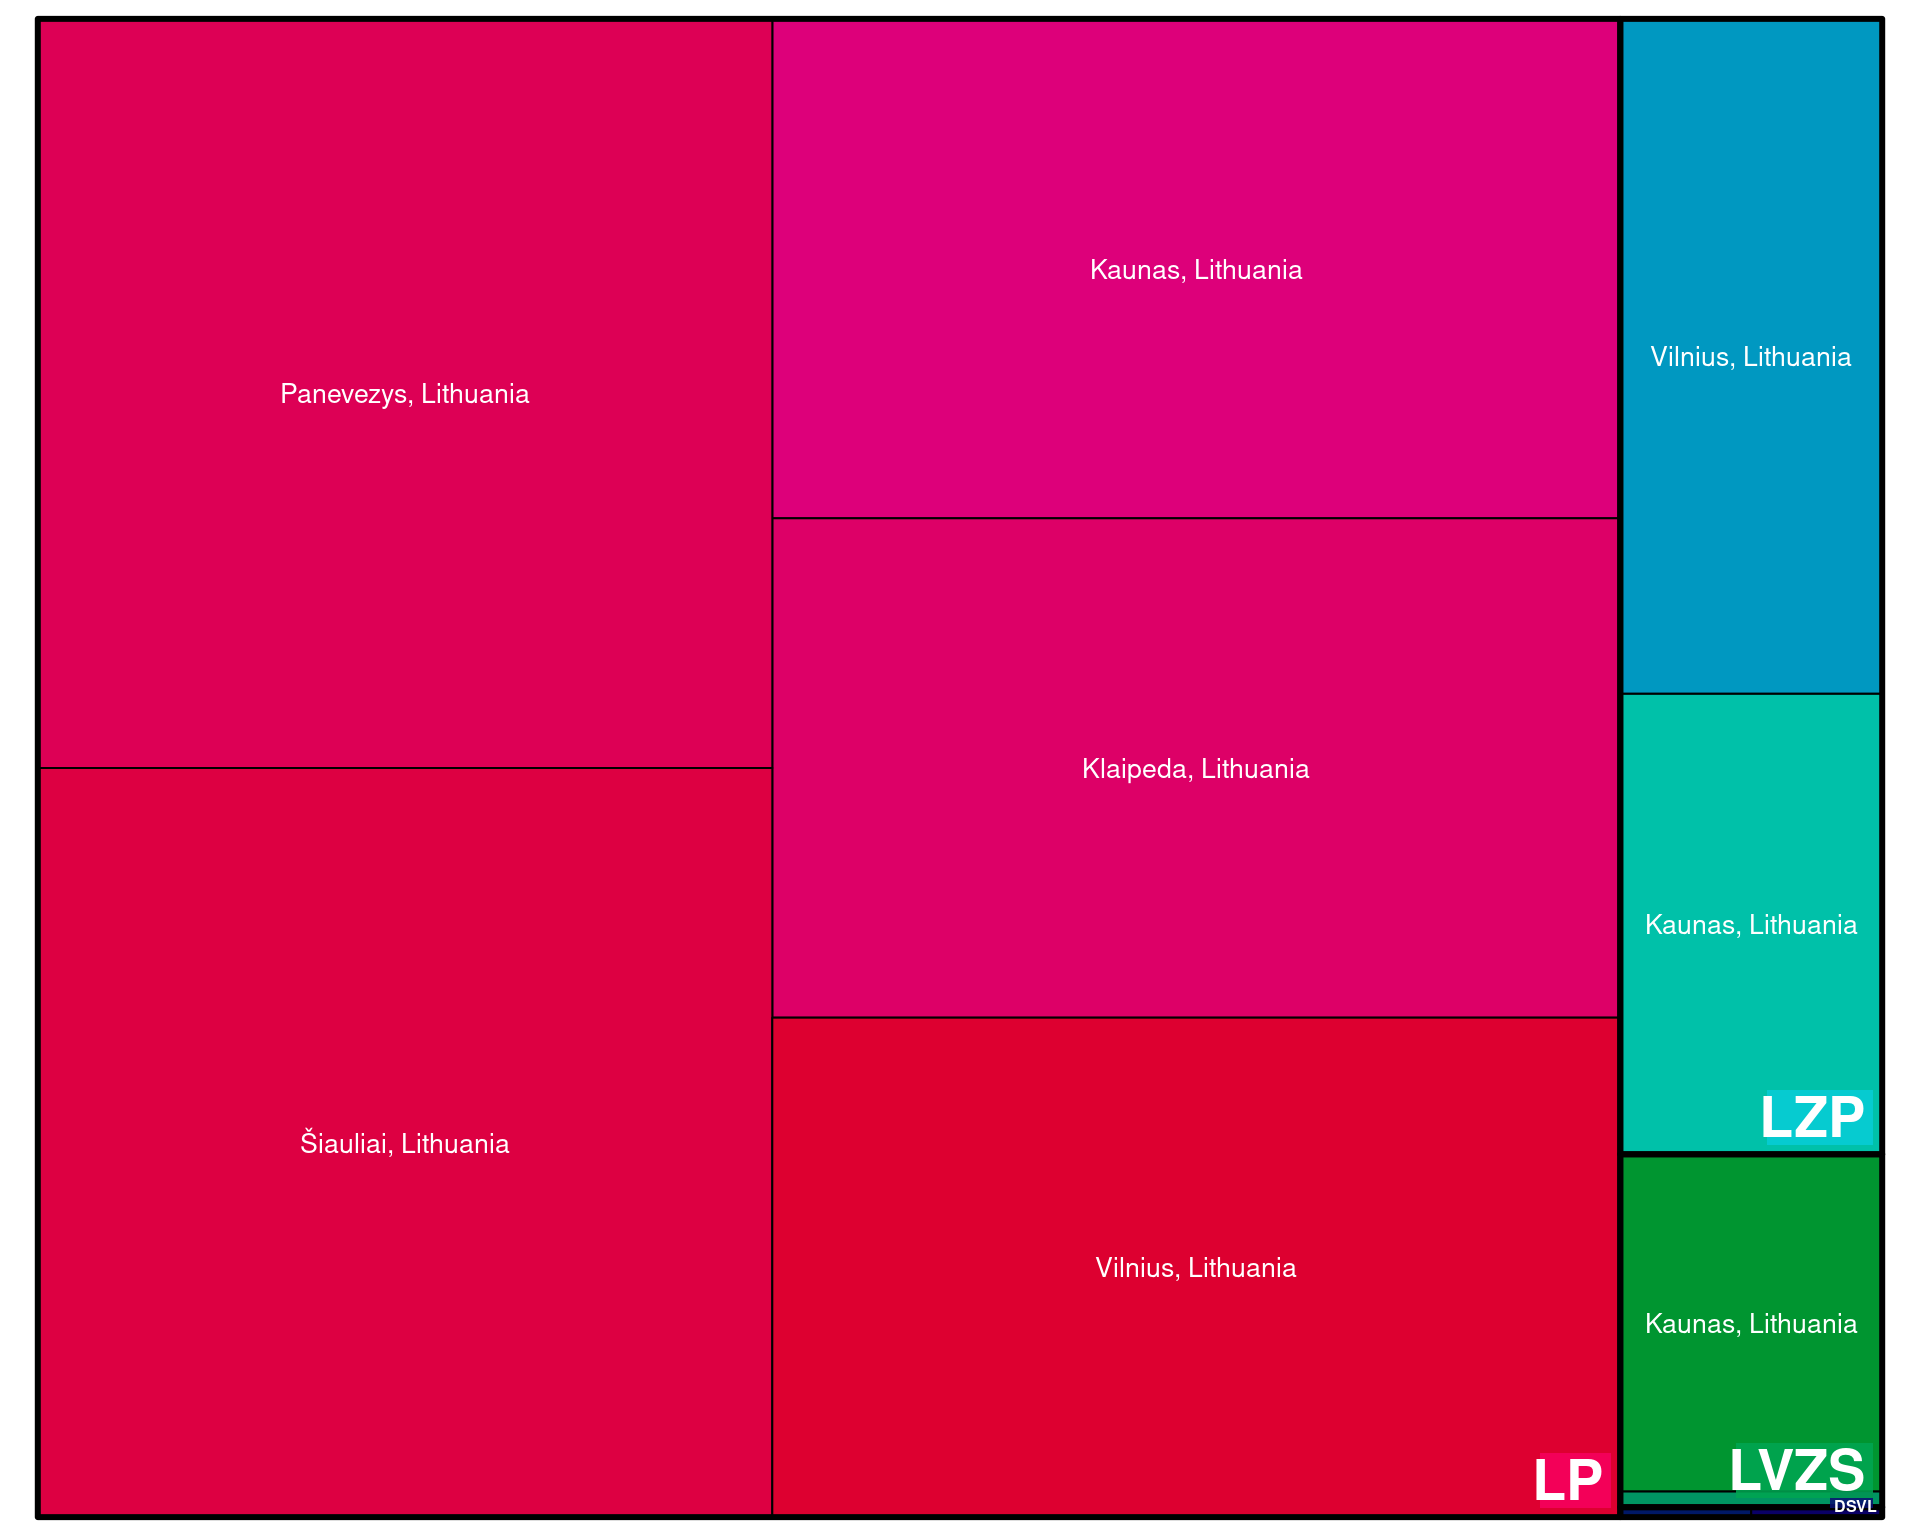 Panevezys, Lithuania
Šiauliai, Lithuania
Kaunas, Lithuania
Klaipeda, Lithuania
Vilnius, Lithuania
LP
Vilnius, Lithuania
Kaunas, Lithuania
LZP
Kaunas, Lithuania
LVZS
DSVL